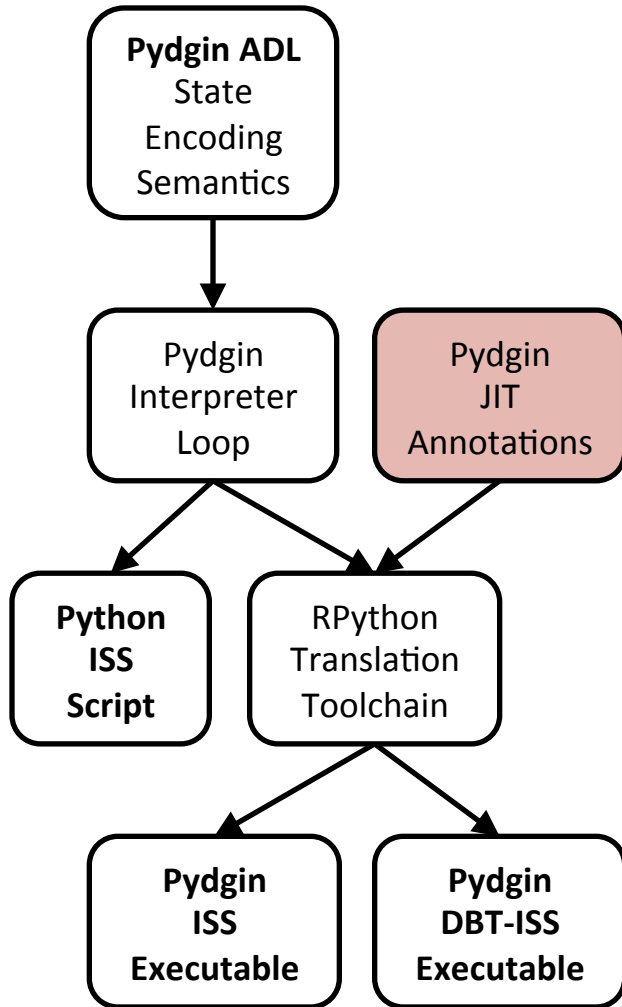 Pydgin ADL
State
Encoding
Semantics
Pydgin
Interpreter
Loop
Pydgin
JIT
Annotations
Python
ISS
Script
RPython
Translation
Toolchain
Pydgin
ISS
Executable
Pydgin
DBT-ISS
Executable